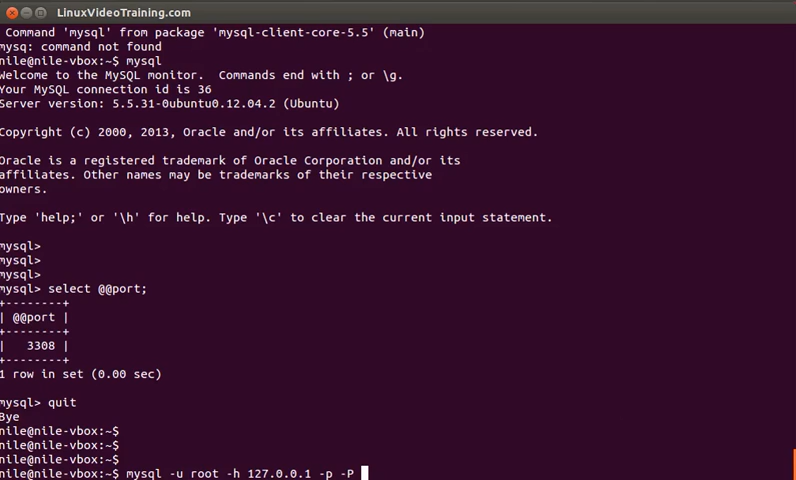 LinuxVideoTraining.com
Command 'mysql' from package 'mysql-client-core-5.5' (main)
mysq: command not found
nile@nile-vbox:~$ mysql
Welcome to the MySQL monitor.  Commands end with ; or \g.
Your MySQL connection id is 36
Server version: 5.5.31-0ubuntu0.12.04.2 (Ubuntu)
Copyright (c) 2000, 2013, Oracle and/or its affiliates. All rights reserved.
Oracle is a registered trademark of Oracle Corporation and/or its
affiliates. Other names may be trademarks of their respective
owners.
Type 'help;' or '\h' for help. Type '\c' to clear the current input statement.
mysql>
mysql>
mysql>
mysql> select @@port;
+--------+
| @@port |
+--------+
|   3308 |
+--------+
1 row in set (0.00 sec)
mysql> quit
Bye
nile@nile-vbox:~$
nile@nile-vbox:~$
nile@nile-vbox:~$
nile@nile-vbox:~$ mysql -u root -h 127.0.0.1 -p -P